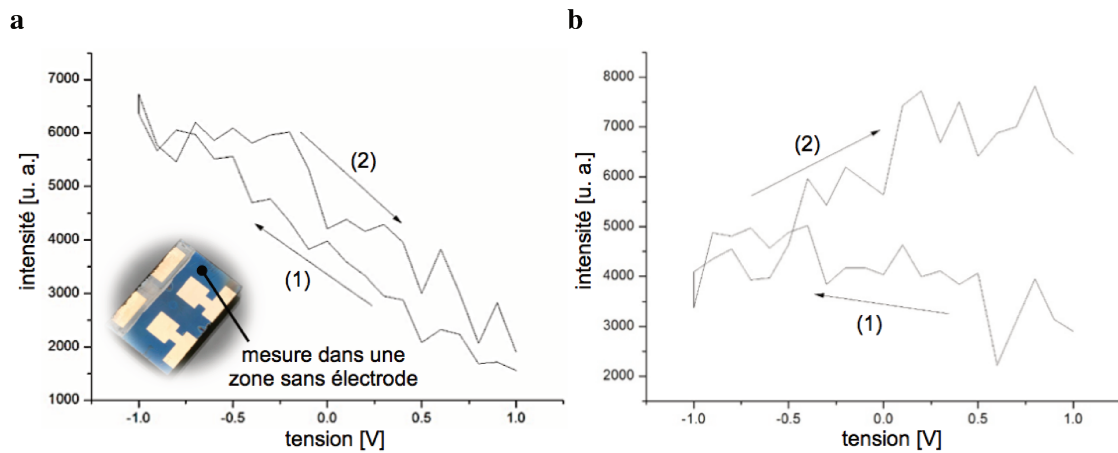 a
intensité [u. a.]
7000
6000
5000
4000
3000
2000
1000
(2)
(1)
mesure dans une
zone sans électrode
-1.0 -0.5 0.0 0.5 1.0
tension [V]
b
intensité [u. a.]
8000
7000
6000
5000
4000
3000
2000
(2)
(1)
-1.0 -0.5 0.0 0.5 1.0
tension [V]